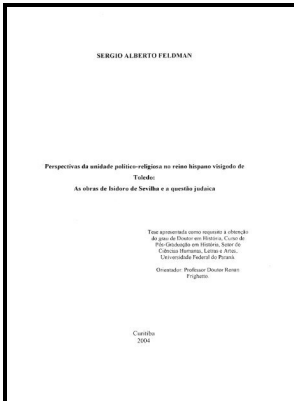 SERGIO ALBERTO FELDMAN
Perspectivas da unidade político-religiosa no reino hispano visigodo de
Toledo:
As obras de Isidoro de Sevilha e a questão judaica
Tese apresentada como requisito à obtenção
do grau de Doutor em História, Curso de
Pós-Graduação em História, Setor de
Ciências Humanas, Letras e Artes,
Universidade Federal do Paraná
Orientador: Professor Doutor Renan
Frighetto
Curitiba
2004